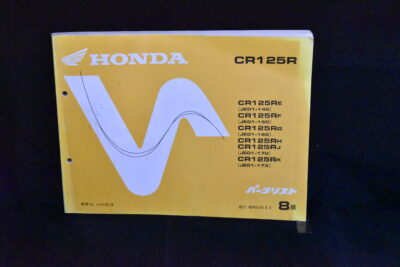 HONDA
CR125R
CR125RE
(JE01-140)
CR125RF
(JE01-150)
CR125RG
(JE01-160)
CR125RH
CR125RJ
(JE01-170)
CR125RK
(JE01-173)
パーツリスト
8版